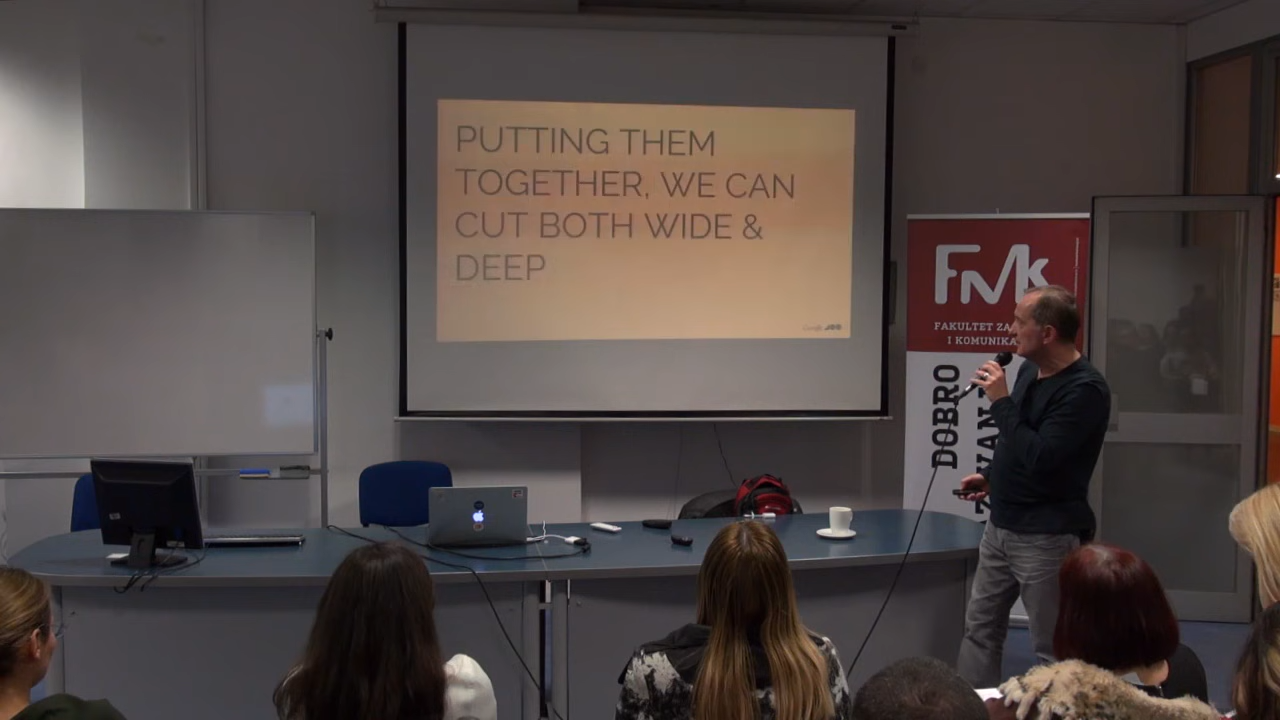 PUTTING THEM
TOGETHER, WE CAN
CUT BOTH WIDE &
DEEP
FMK
FAKULTET ZA
I KOMUNIKA
DOBRO